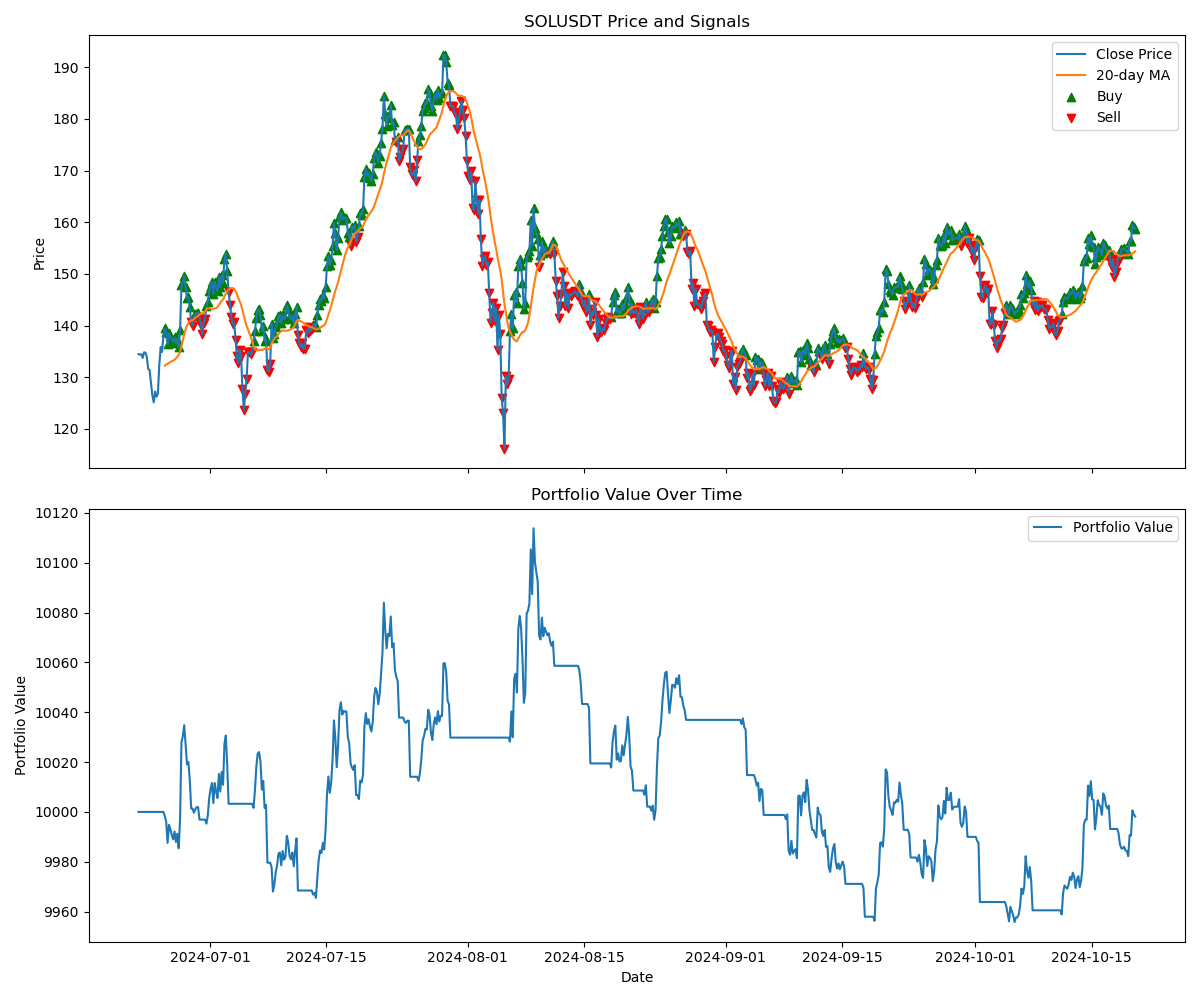 SOLUSDT Price and Signals
Price
190
180
170
160
150
140
130
120
Close Price
20-day MA
Buy
Sell
Portfolio Value Over Time
Portfolio Value
10120
10100
10080
10060
10040
10020
10000
9980
9960
Portfolio Value
2024-07-01
2024-07-15
2024-08-01
2024-08-15
2024-09-01
2024-09-15
2024-10-01
2024-10-15
Date